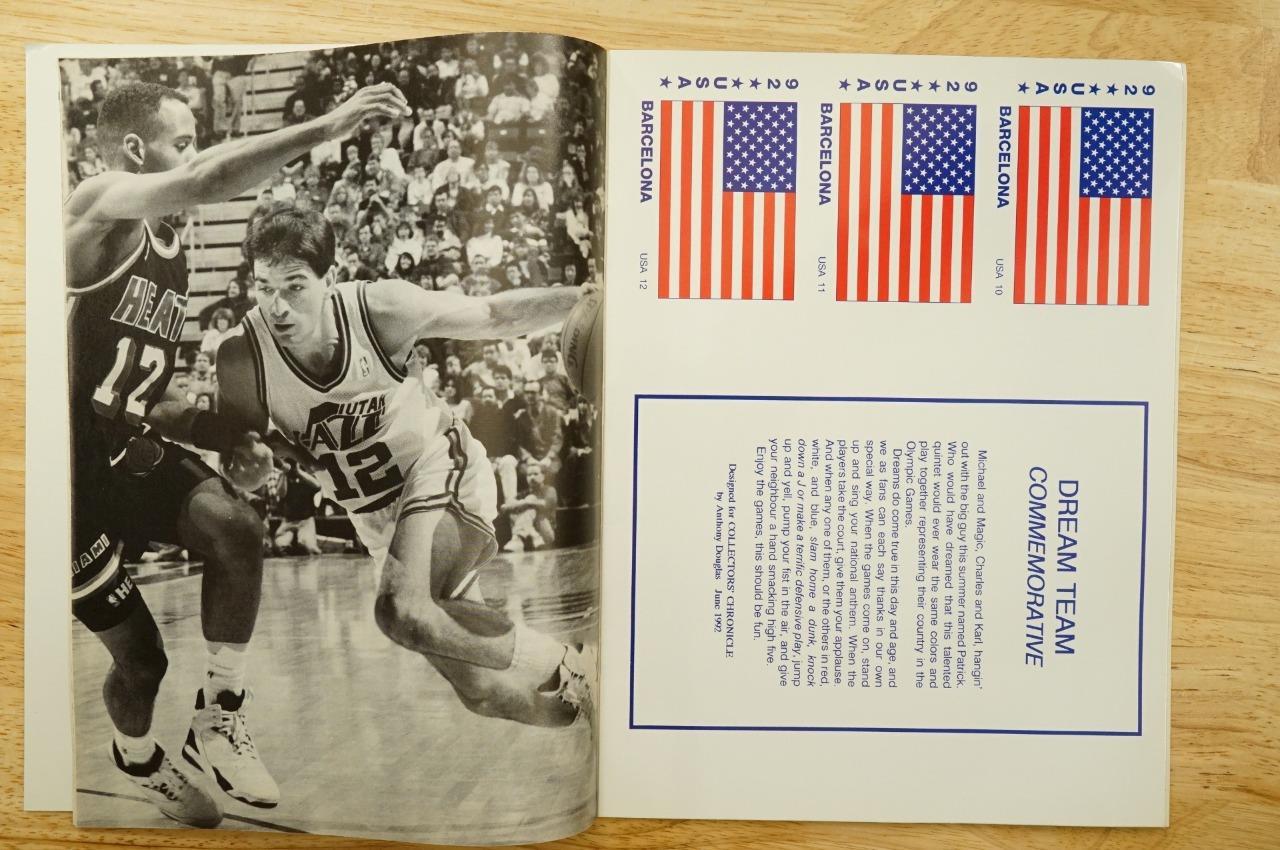 HEAT
12
UTAH
JAZZ
12
IAMI
HE
92★★USA★
BARCELONA
USA 10
92★★USA★
BARCELONA
USA 11
92★★USA★
BARCELONA
USA 12
DREAM TEAM
COMMEMORATIVE
Michael and Magic, Charles and Karl, hangin'
out with the big guy this summer named Patrick.
Who would have dreamed that this talented
quintet would ever wear the same colors and
play together representing their country in the
Olympic Games.
Dreams do come true in this day and age, and
we as fans can each say thanks in our own
special way. When the games come on, stand
up and sing your national anthem. When the
players take the court, give them your applause.
And when any one of them, or the others in red,
white, and blue, slam home a dunk, knock
down a J or make a terrific defensive play, jump
up and yell, pump your fist in the air, and give
your neighbour a hand smacking high five.
Enjoy the games, this should be fun.
Designed for COLLECTORS' CHRONICLE
by Anthony Douglas June 1992